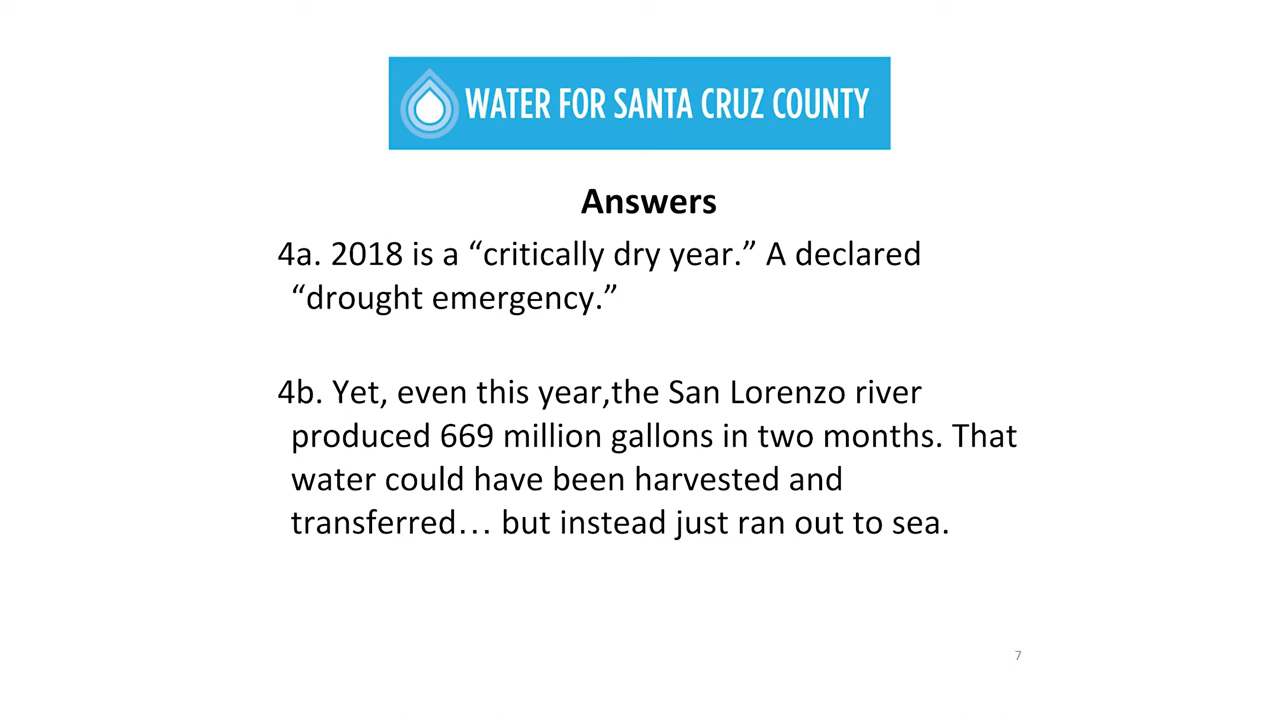 WATER FOR SANTA CRUZ COUNTY
Answers
4a. 2018 is a “critically dry year.” A declared
“drought emergency.”
4b. Yet, even this year,the San Lorenzo river
produced 669 million gallons in two months. That
water could have been harvested and
transferred… but instead just ran out to sea.
7